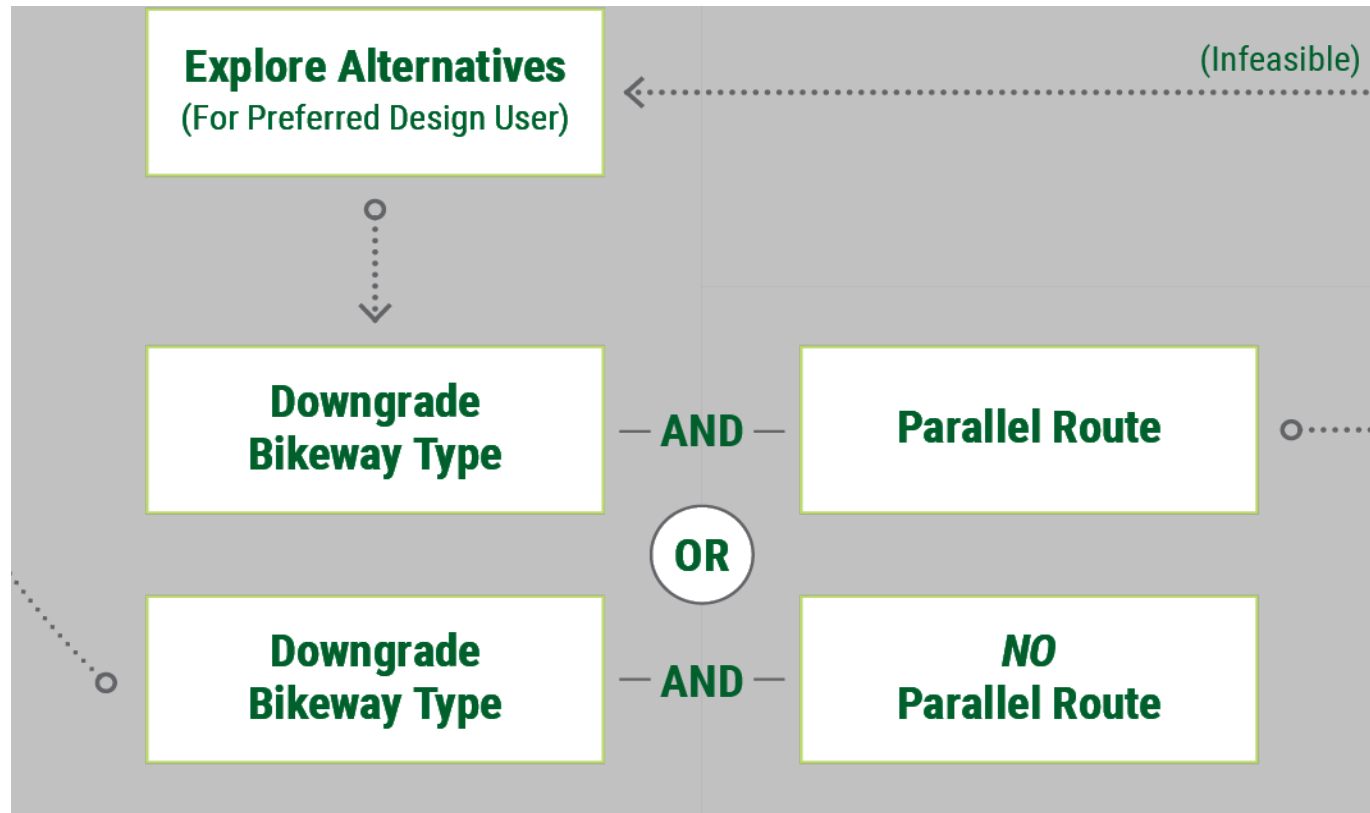 Explore Alternatives
(For Preferred Design User)
(Infeasible)
Downgrade
Bikeway Type
AND
Parallel Route
OR
Downgrade
Bikeway Type
AND
NO
Parallel Route